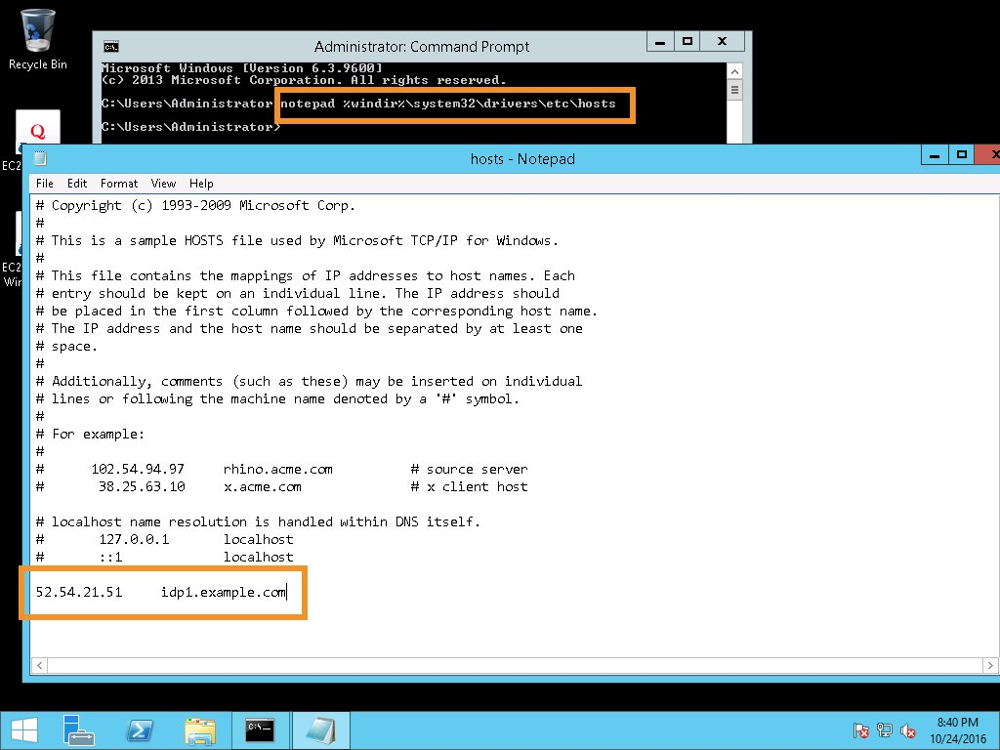 Recycle Bin
Administrator: Command Prompt
Microsoft Windows [Version 6.3.9600]
(c) 2013 Microsoft Corporation. All rights reserved.
C:\Users\Administrator>notepad %windir%\system32\drivers\etc\hosts
C:\Users\Administrator>
Q
EC2
EC2
Win
hosts - Notepad
File Edit Format View Help
# Copyright (c) 1993-2009 Microsoft Corp.
#
# This is a sample HOSTS file used by Microsoft TCP/IP for Windows.
#
# This file contains the mappings of IP addresses to host names. Each
# entry should be kept on an individual line. The IP address should
# be placed in the first column followed by the corresponding host name.
# The IP address and the host name should be separated by at least one
# space.
#
# Additionally, comments (such as these) may be inserted on individual
# lines or following the machine name denoted by a '#' symbol.
#
# For example:
#
#      102.54.94.97     rhino.acme.com          # source server
#       38.25.63.10     x.acme.com              # x client host

# localhost name resolution is handled within DNS itself.
#       127.0.0.1       localhost
#       ::1             localhost

52.54.21.51     idp1.example.com
8:40 PM
10/24/2016